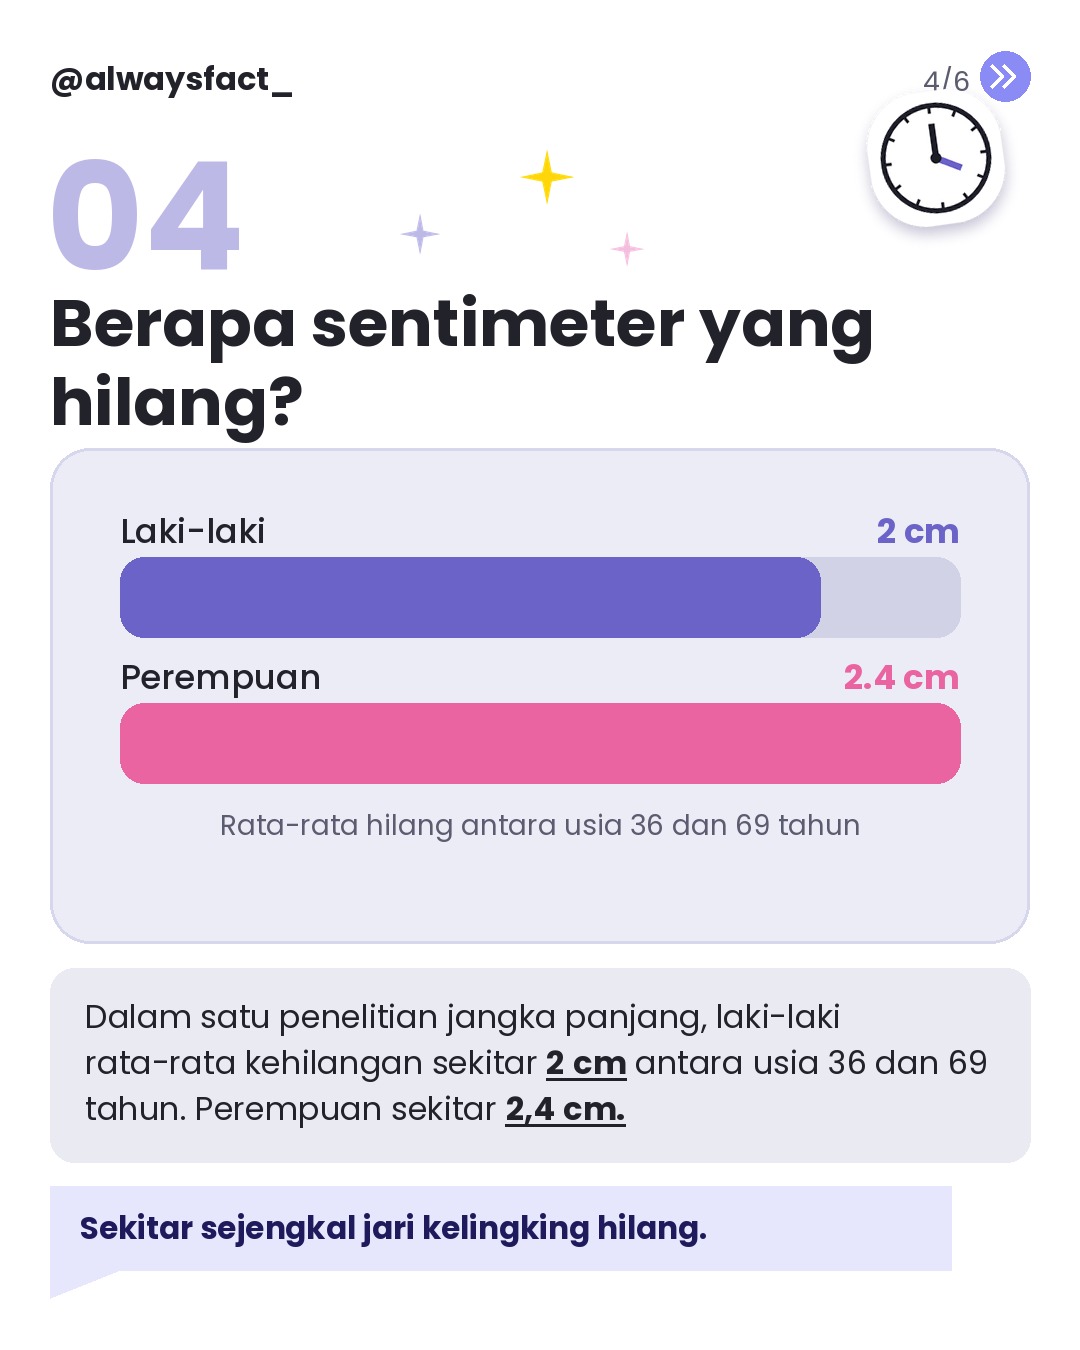 @alwaysfact_
4/6
04
Berapa sentimeter yang
hilang?
Laki-laki
2 cm
Perempuan
2.4 cm
Rata-rata hilang antara usia 36 dan 69 tahun
Dalam satu penelitian jangka panjang, laki-laki
rata-rata kehilangan sekitar 2 cm antara usia 36 dan 69
tahun. Perempuan sekitar 2,4 cm.
Sekitar sejengkal jari kelingking hilang.